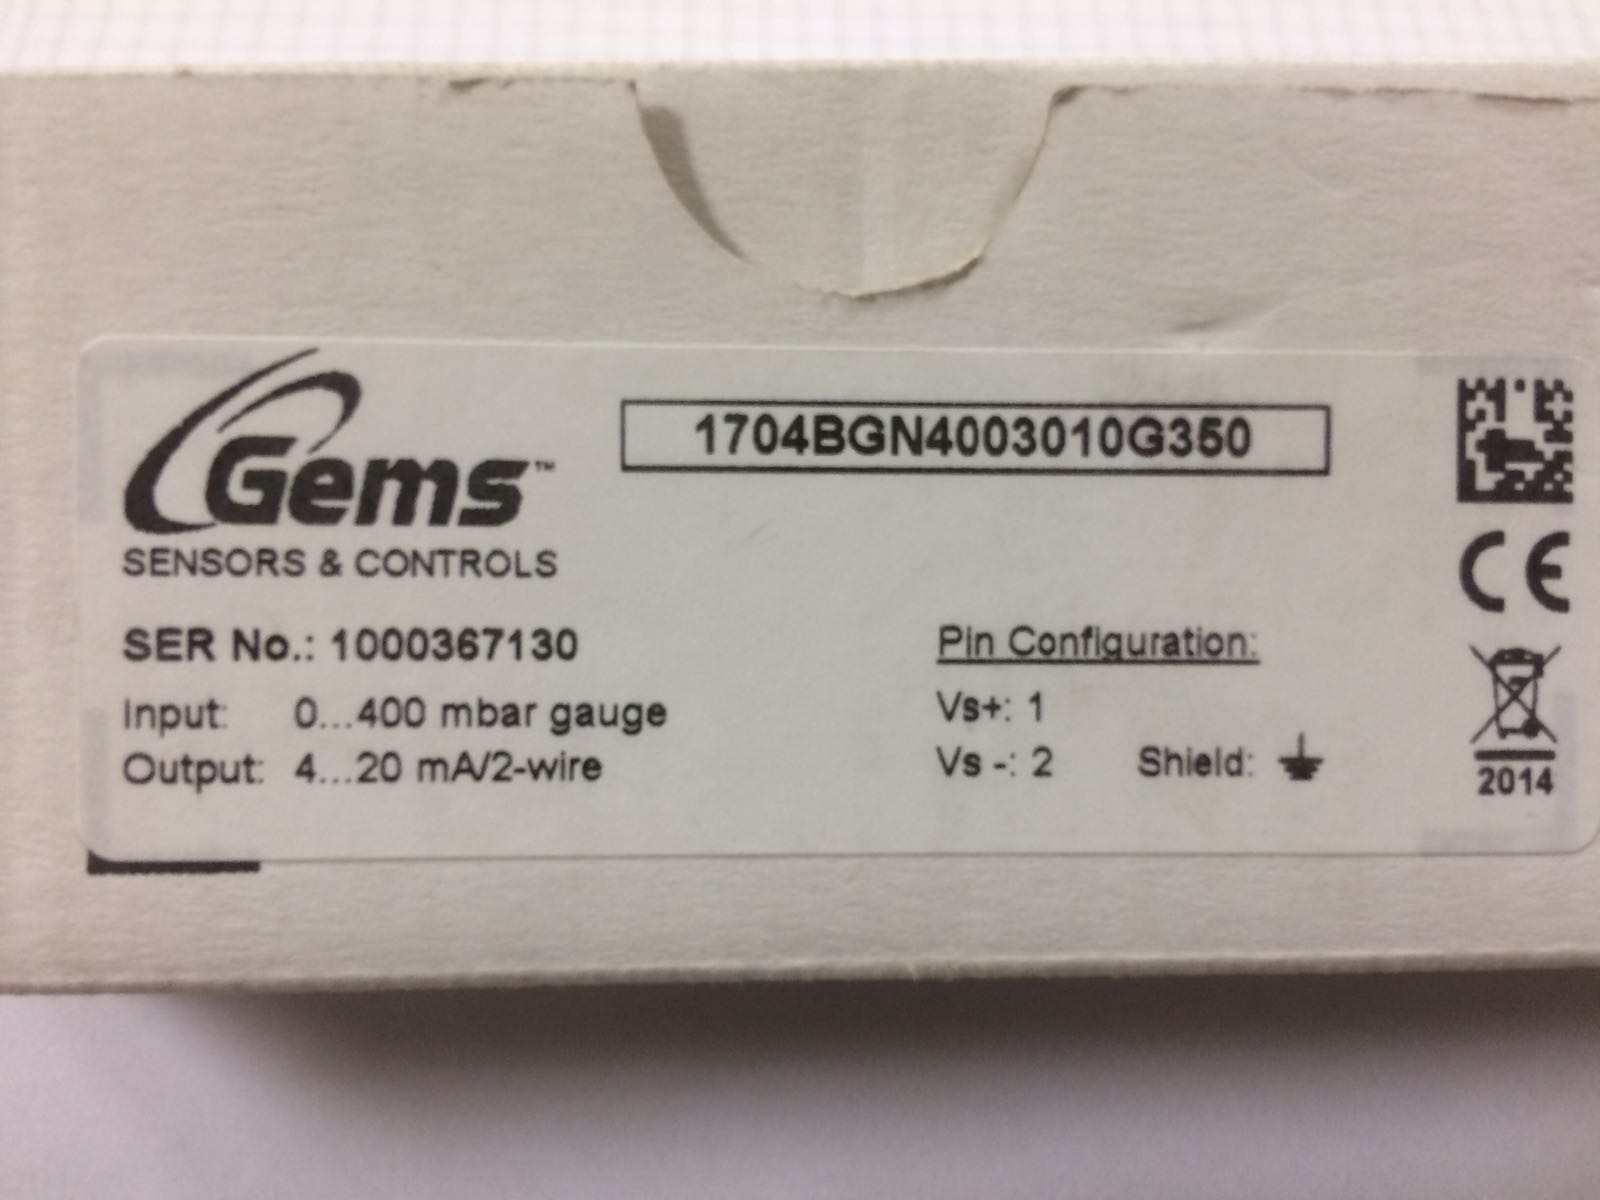 1704BGN4003010G350
Gems™
SENSORS & CONTROLS
CE
SER No.: 1000367130
Input: 0...400 mbar gauge
Output: 4...20 mA/2-wire
Pin Configuration:
Vs+: 1
Vs -: 2 Shield:
2014